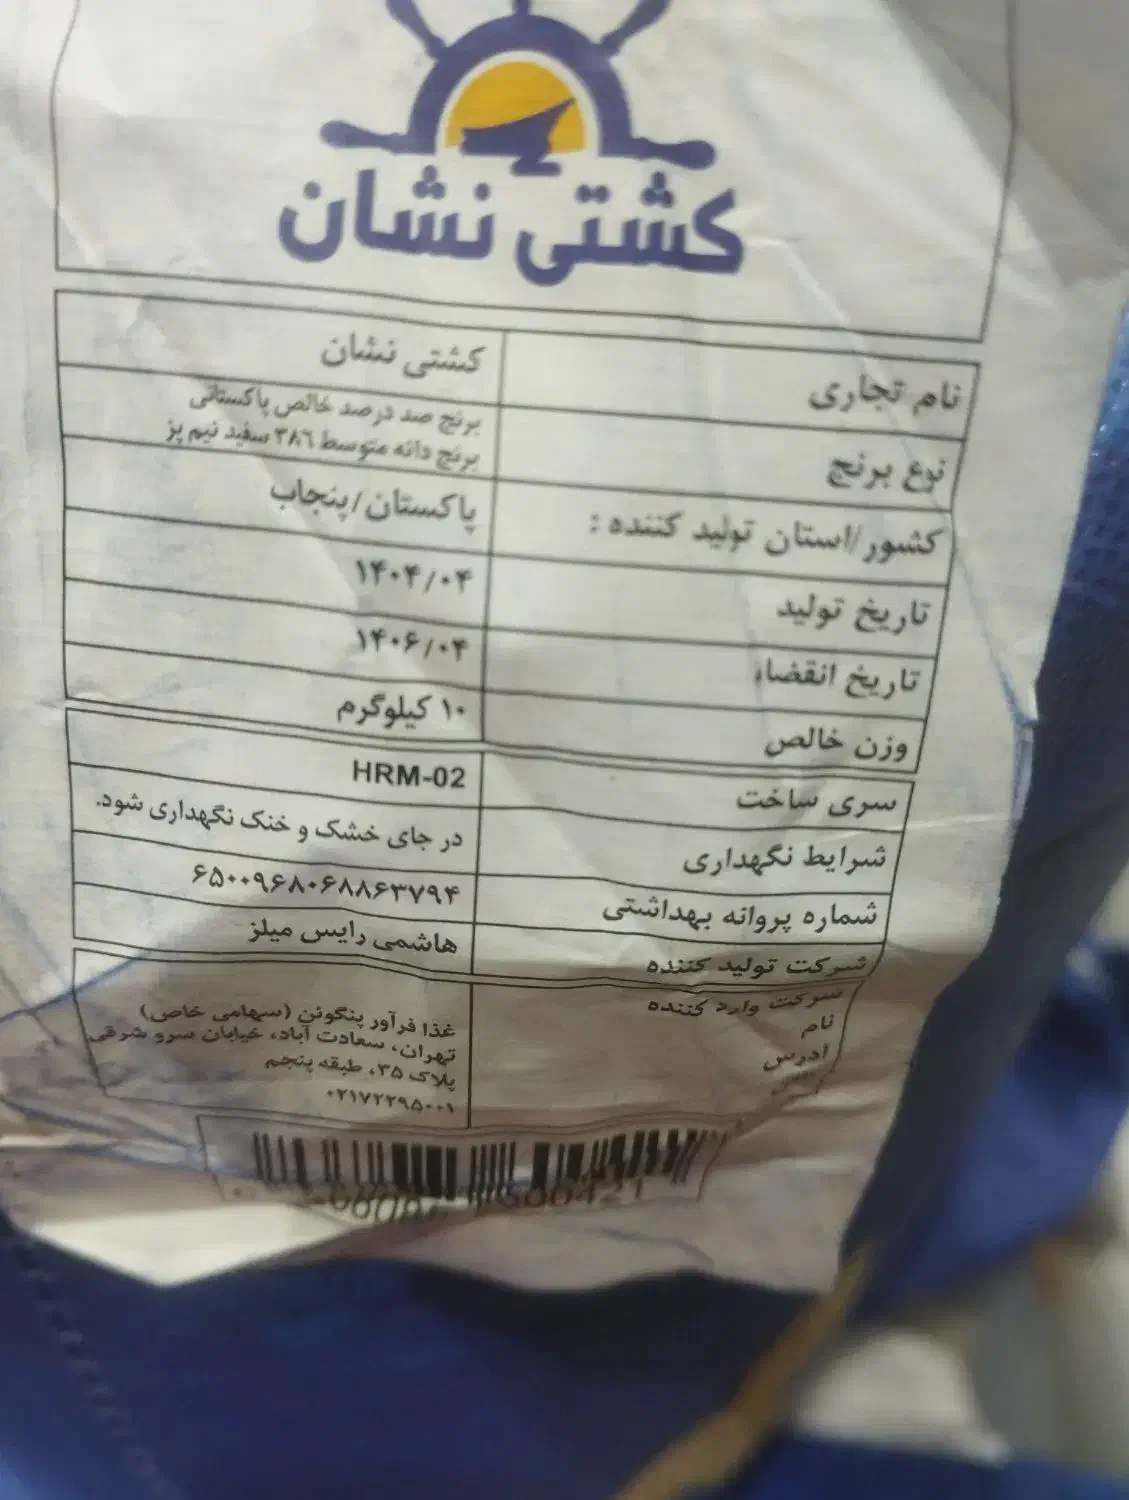 کشتی نشان
نام تجاری کشتی نشان
نوع برنج برنج صد درصد خالص پاکستانی
برنج دانه متوسط ۳۸٦ سفید نیم پز
کشور/استان تولید کننده : پاکستان/پنجاب
تاریخ تولید ۱۴۰۴/۰۴
تاریخ انقضاء ۱۴۰۶/۰۴
وزن خالص ۱۰ کیلوگرم
سری ساخت HRM-02
شرایط نگهداری در جای خشک و خنک نگهداری شود.
شماره پروانه بهداشتی ۶۵۰۰۹۶۸۰۶۸۸۶۳۷۹۴
شرکت تولید کننده هاشمی رایس میلز
شرکت وارد کننده
نام غذا فرآور پنگوئن (سهامی خاص)
آدرس تهران، سعادت آباد، خیابان سرو شرقی
پلاک ۳۵، طبقه پنجم
۰۲۱۷۲۲۹۵۰۰۱